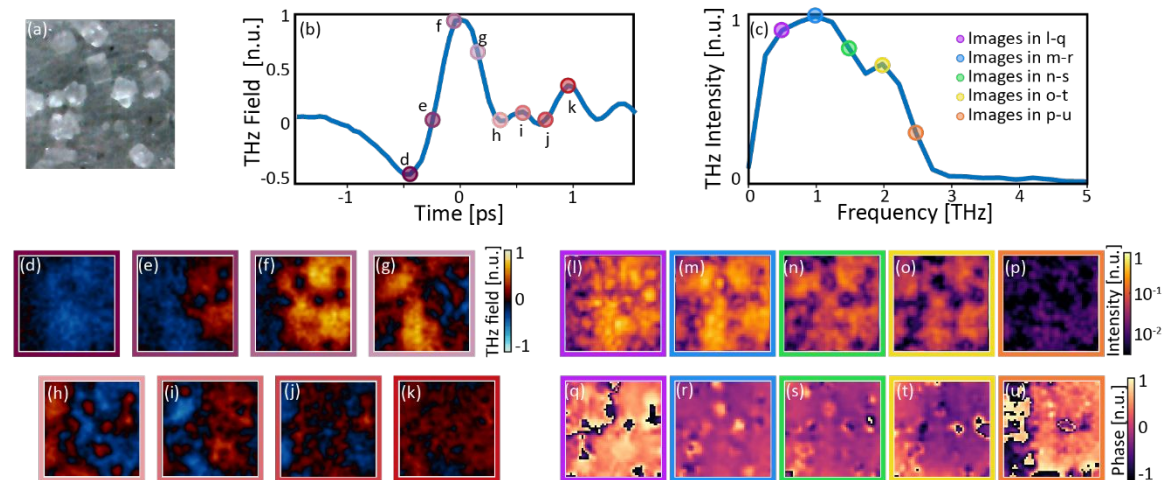 (a)
(b)
THz Field [n.u.]
1
0.5
0
-0.5
-1
0
1
Time [ps]
d
e
f
g
h
i
j
k
(c)
THz Intensity [n.u.]
1
0
0
1
2
3
4
5
Frequency [THz]
Images in l-q
Images in m-r
Images in n-s
Images in o-t
Images in p-u
(d)
(e)
(f)
(g)
THz field [n.u.]
1
0
-1
(l)
(m)
(n)
(o)
(p)
Intensity [n.u.]
1
10-1
10-2
(h)
(i)
(j)
(k)
(q)
(r)
(s)
(t)
(u)
Phase [n.u.]
1
0
-1